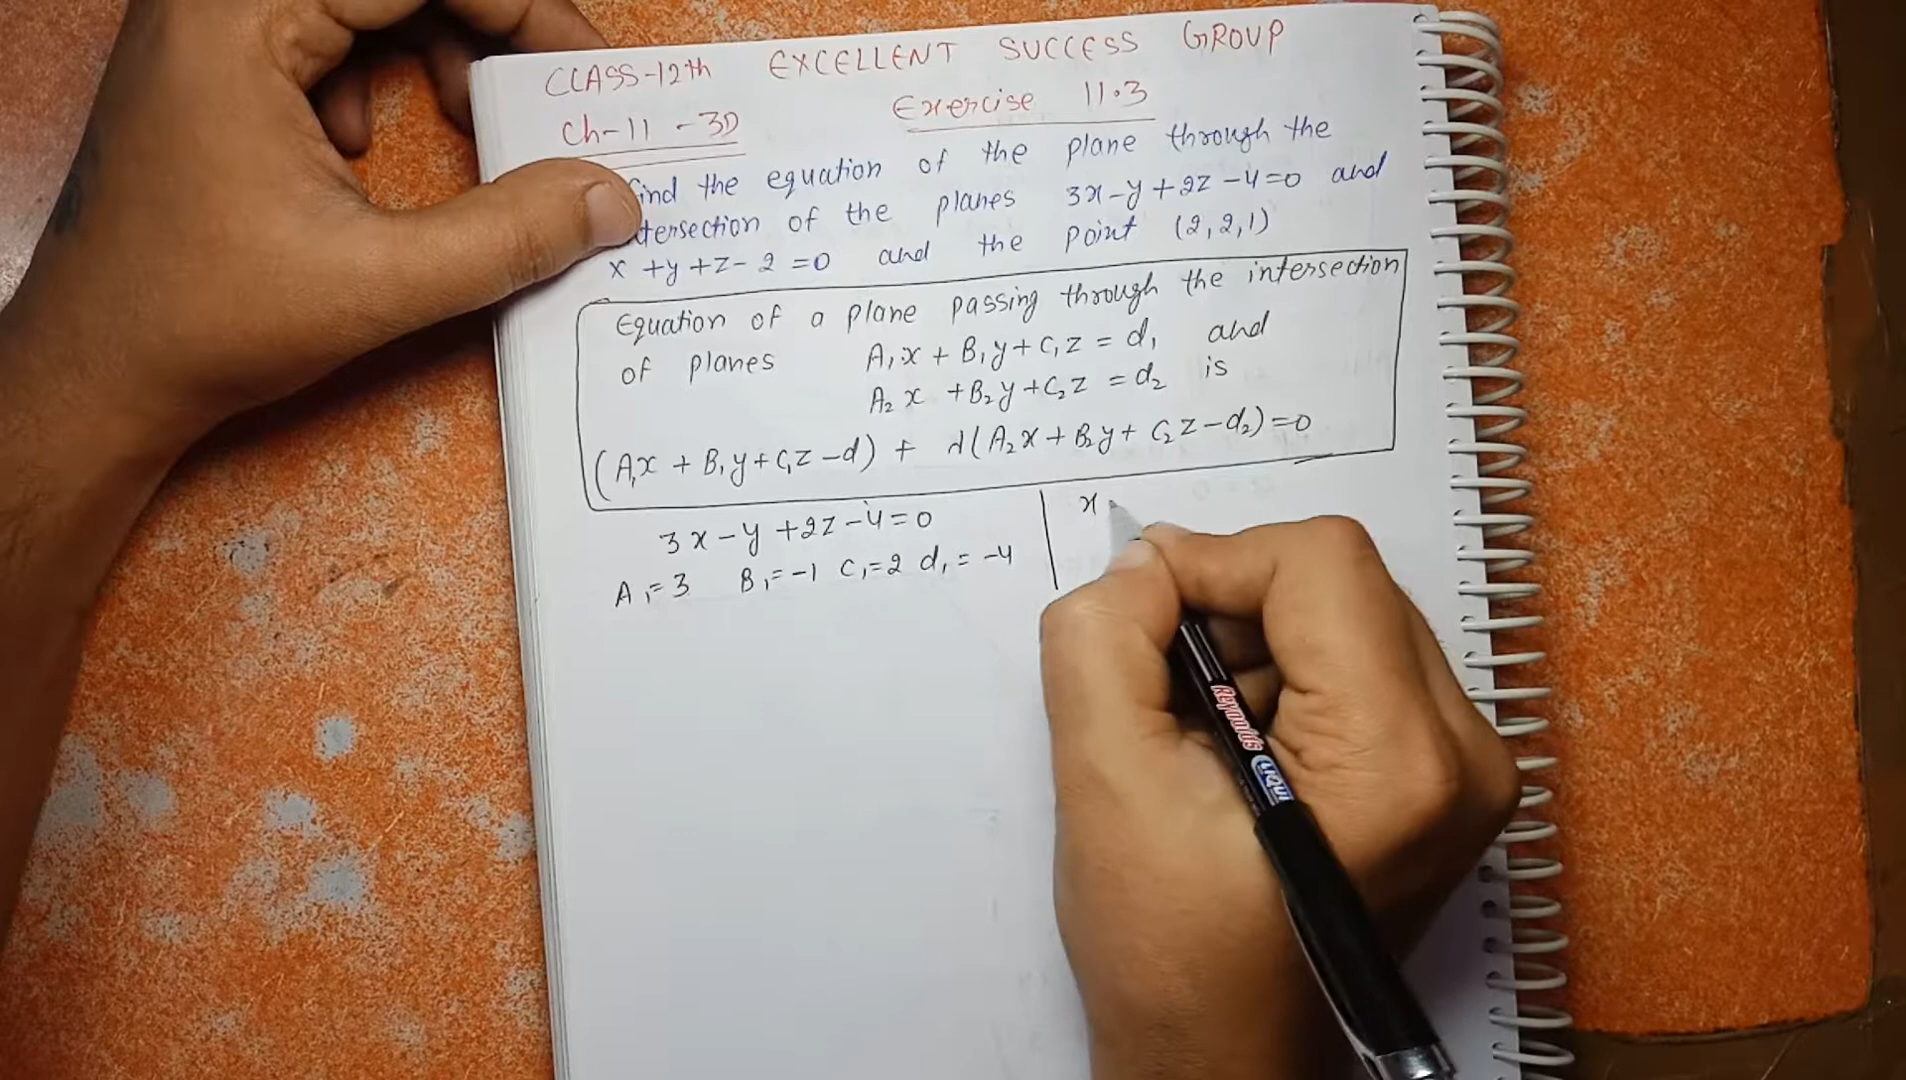 CLASS-12th EXCELLENT SUCCESS GROUP
Ch-11 - 3D Exercise 11.3
find the equation of the plane through the
tersection of the planes 3x-y+2z-4=0 and
x+y+z-2=0 and the point (2,2,1)
Equation of a plane passing through the intersection
of planes A₁x + B₁y + C₁z = d₁ and
A₂x + B₂y + C₂z = d₂ is
(A₁x + B₁y + C₁z - d) + λ(A₂x + B₂y + C₂z - d₂) = 0
3x - y + 2z - 4 = 0
A₁=3 B₁=-1 C₁=2 d₁=-4
x
Reynolds
LIQUI